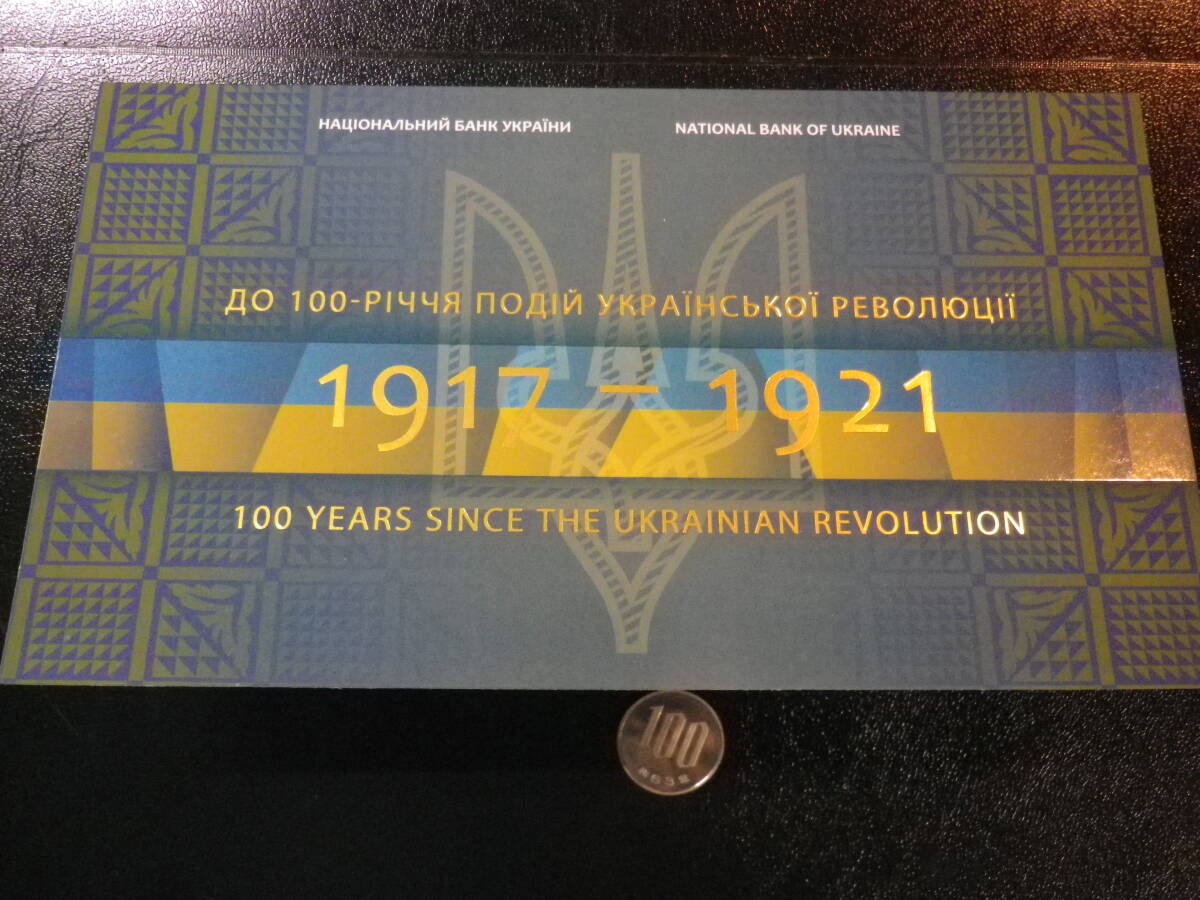 НАЦІОНАЛЬНИЙ БАНК УКРАЇНИ NATIONAL BANK OF UKRAINE
ДО 100-РІЧЧЯ ПОДІЙ УКРАЇНСЬКОЇ РЕВОЛЮЦІЇ
1917 – 1921
100 YEARS SINCE THE UKRAINIAN REVOLUTION
100